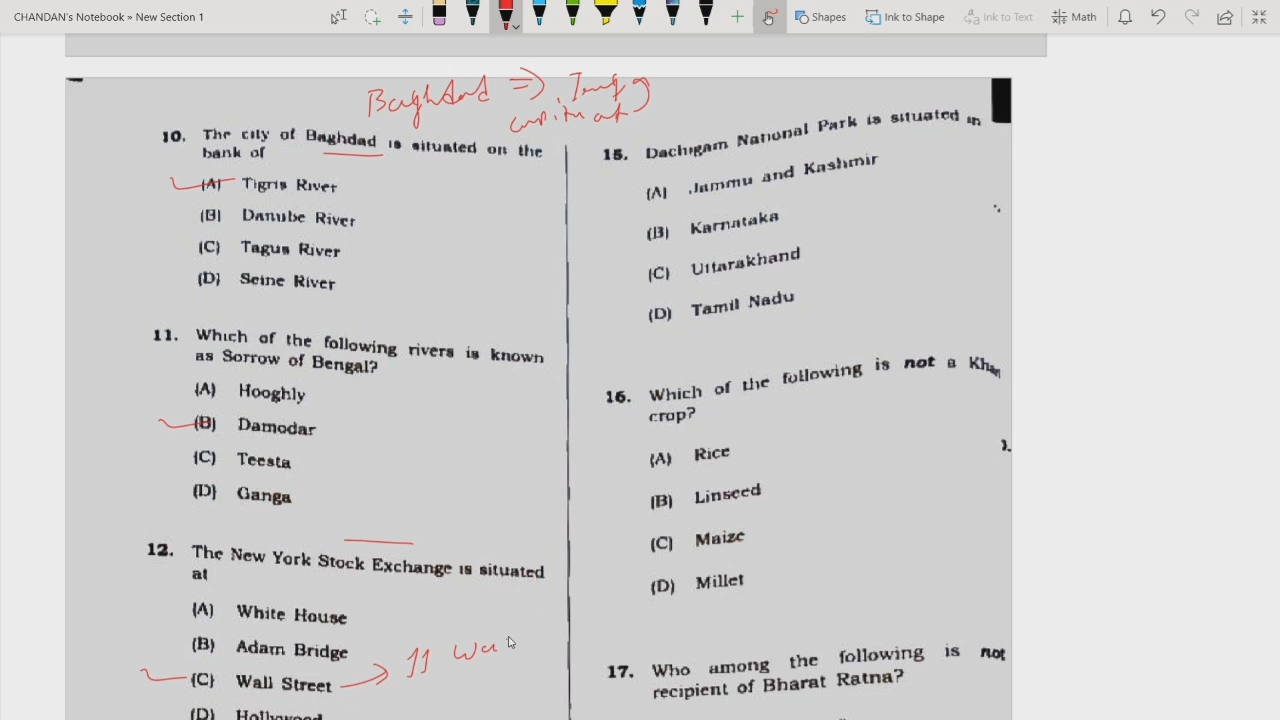 CHANDAN's Notebook » New Section 1
Shapes
Ink to Shape
Ink to Text
Math
Baghdad ⇒ Iraq
capital
10. The city of Baghdad is situated on the
bank of
(A) Tigris River
(B) Danube River
(C) Tagus River
(D) Seine River
11. Which of the following rivers is known
as Sorrow of Bengal?
(A) Hooghly
(B) Damodar
(C) Teesta
(D) Ganga
12. The New York Stock Exchange is situated
at
(A) White House
(B) Adam Bridge
(C) Wall Street → 11 Wa
(D) Hollywood
15. Dachigam National Park is situated in
(A) Jammu and Kashmir
(B) Karnataka
(C) Uttarakhand
(D) Tamil Nadu
16. Which of the following is not a
crop?
(A) Rice
(B) Linseed
(C) Maize
(D) Millet
17. Who among the following is not
recipient of Bharat Ratna?